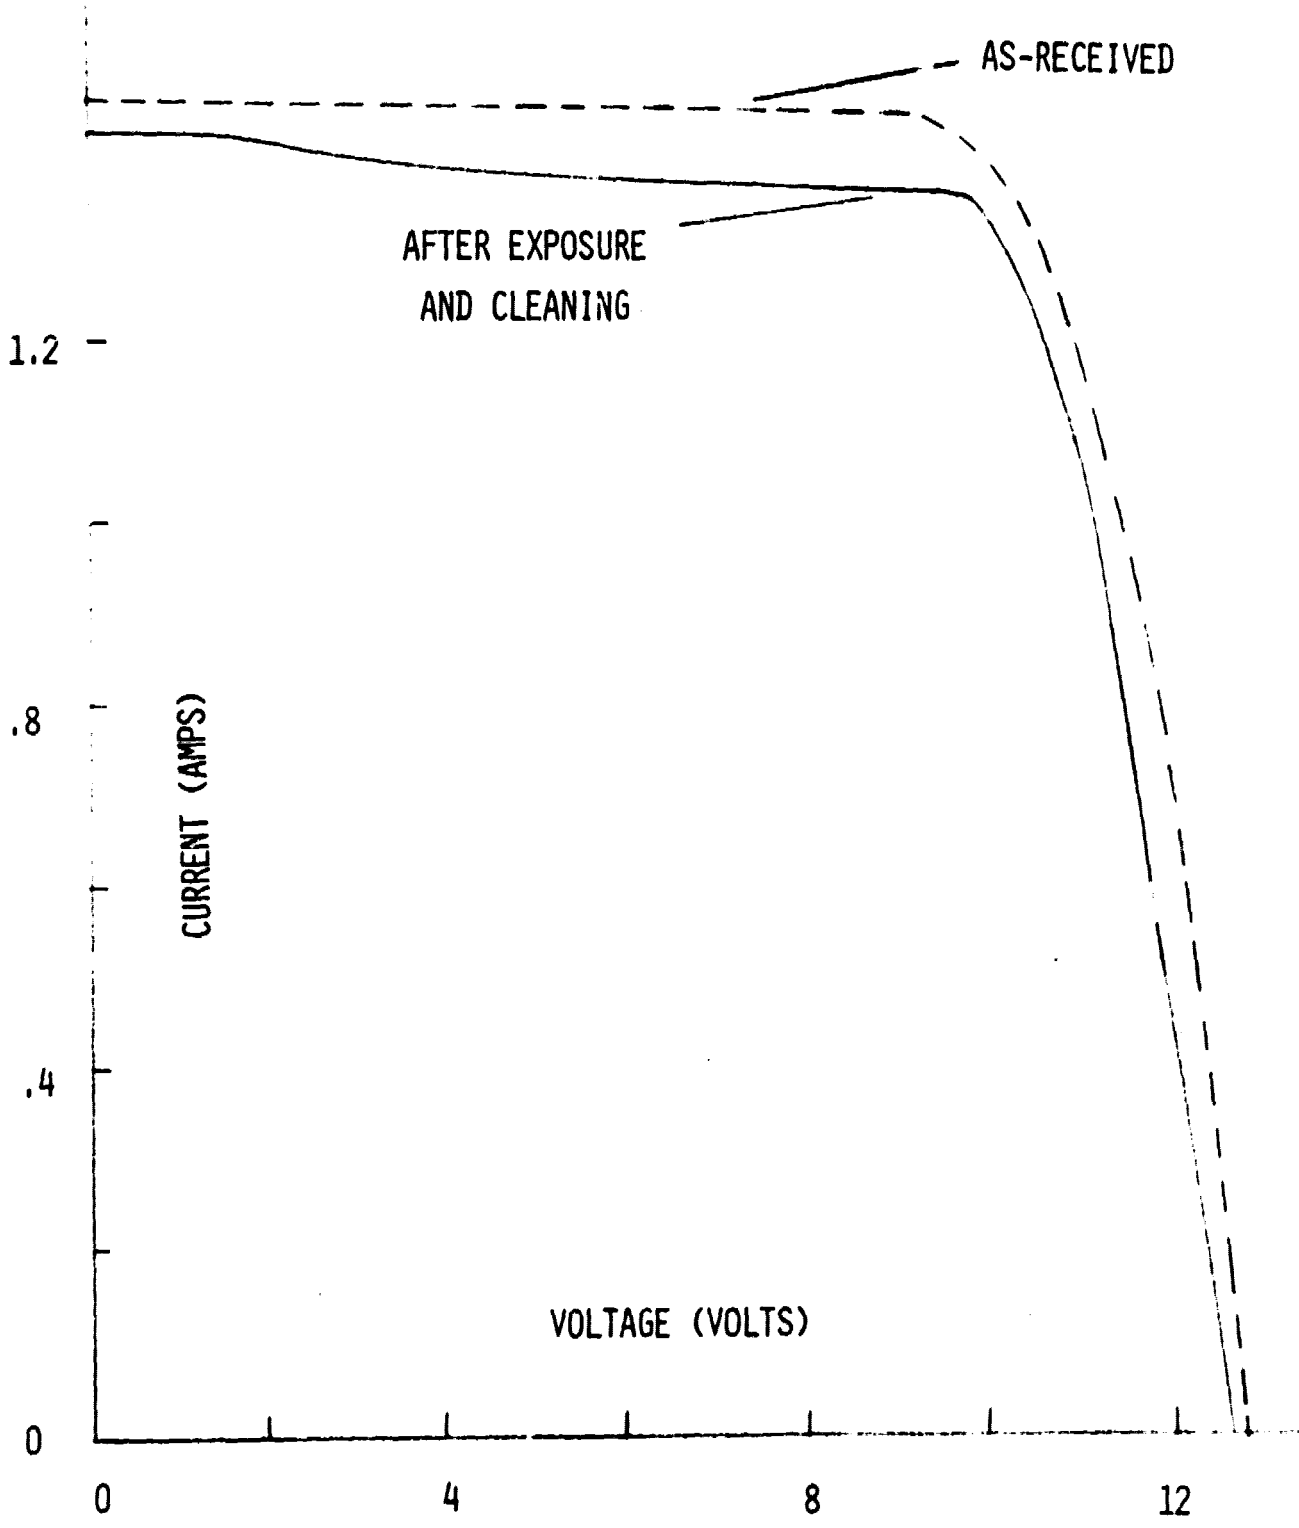 AS-RECEIVED
AFTER EXPOSURE
AND CLEANING
1.2
.8
CURRENT (AMPS)
.4
VOLTAGE (VOLTS)
0
0 4 8 12